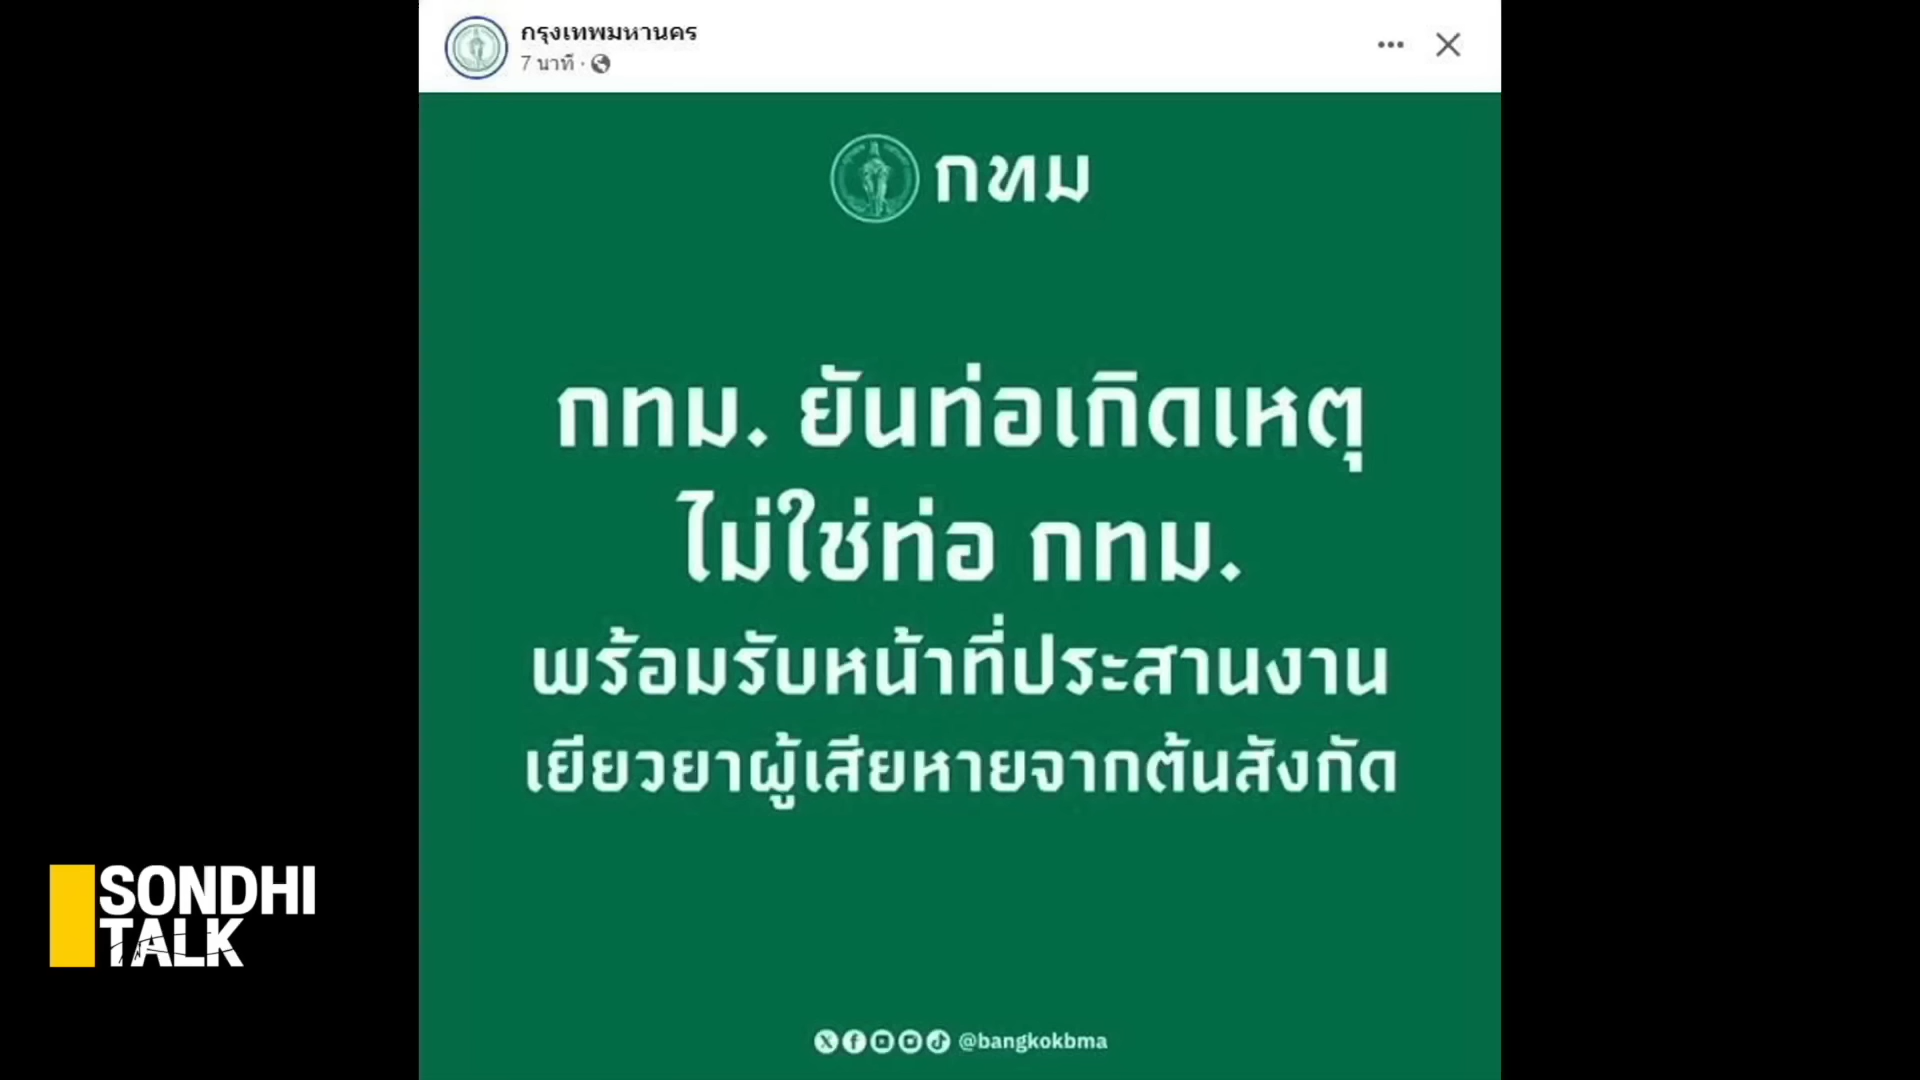 กรุงเทพมหานคร
7 นาที ·
กทม
กทม. ยันท่อเกิดเหตุ
ไม่ใช่ท่อ กทม.
พร้อมรับหน้าที่ประสานงาน
เยียวยาผู้เสียหายจากต้นสังกัด
SONDHI
TALK
@bangkokbma